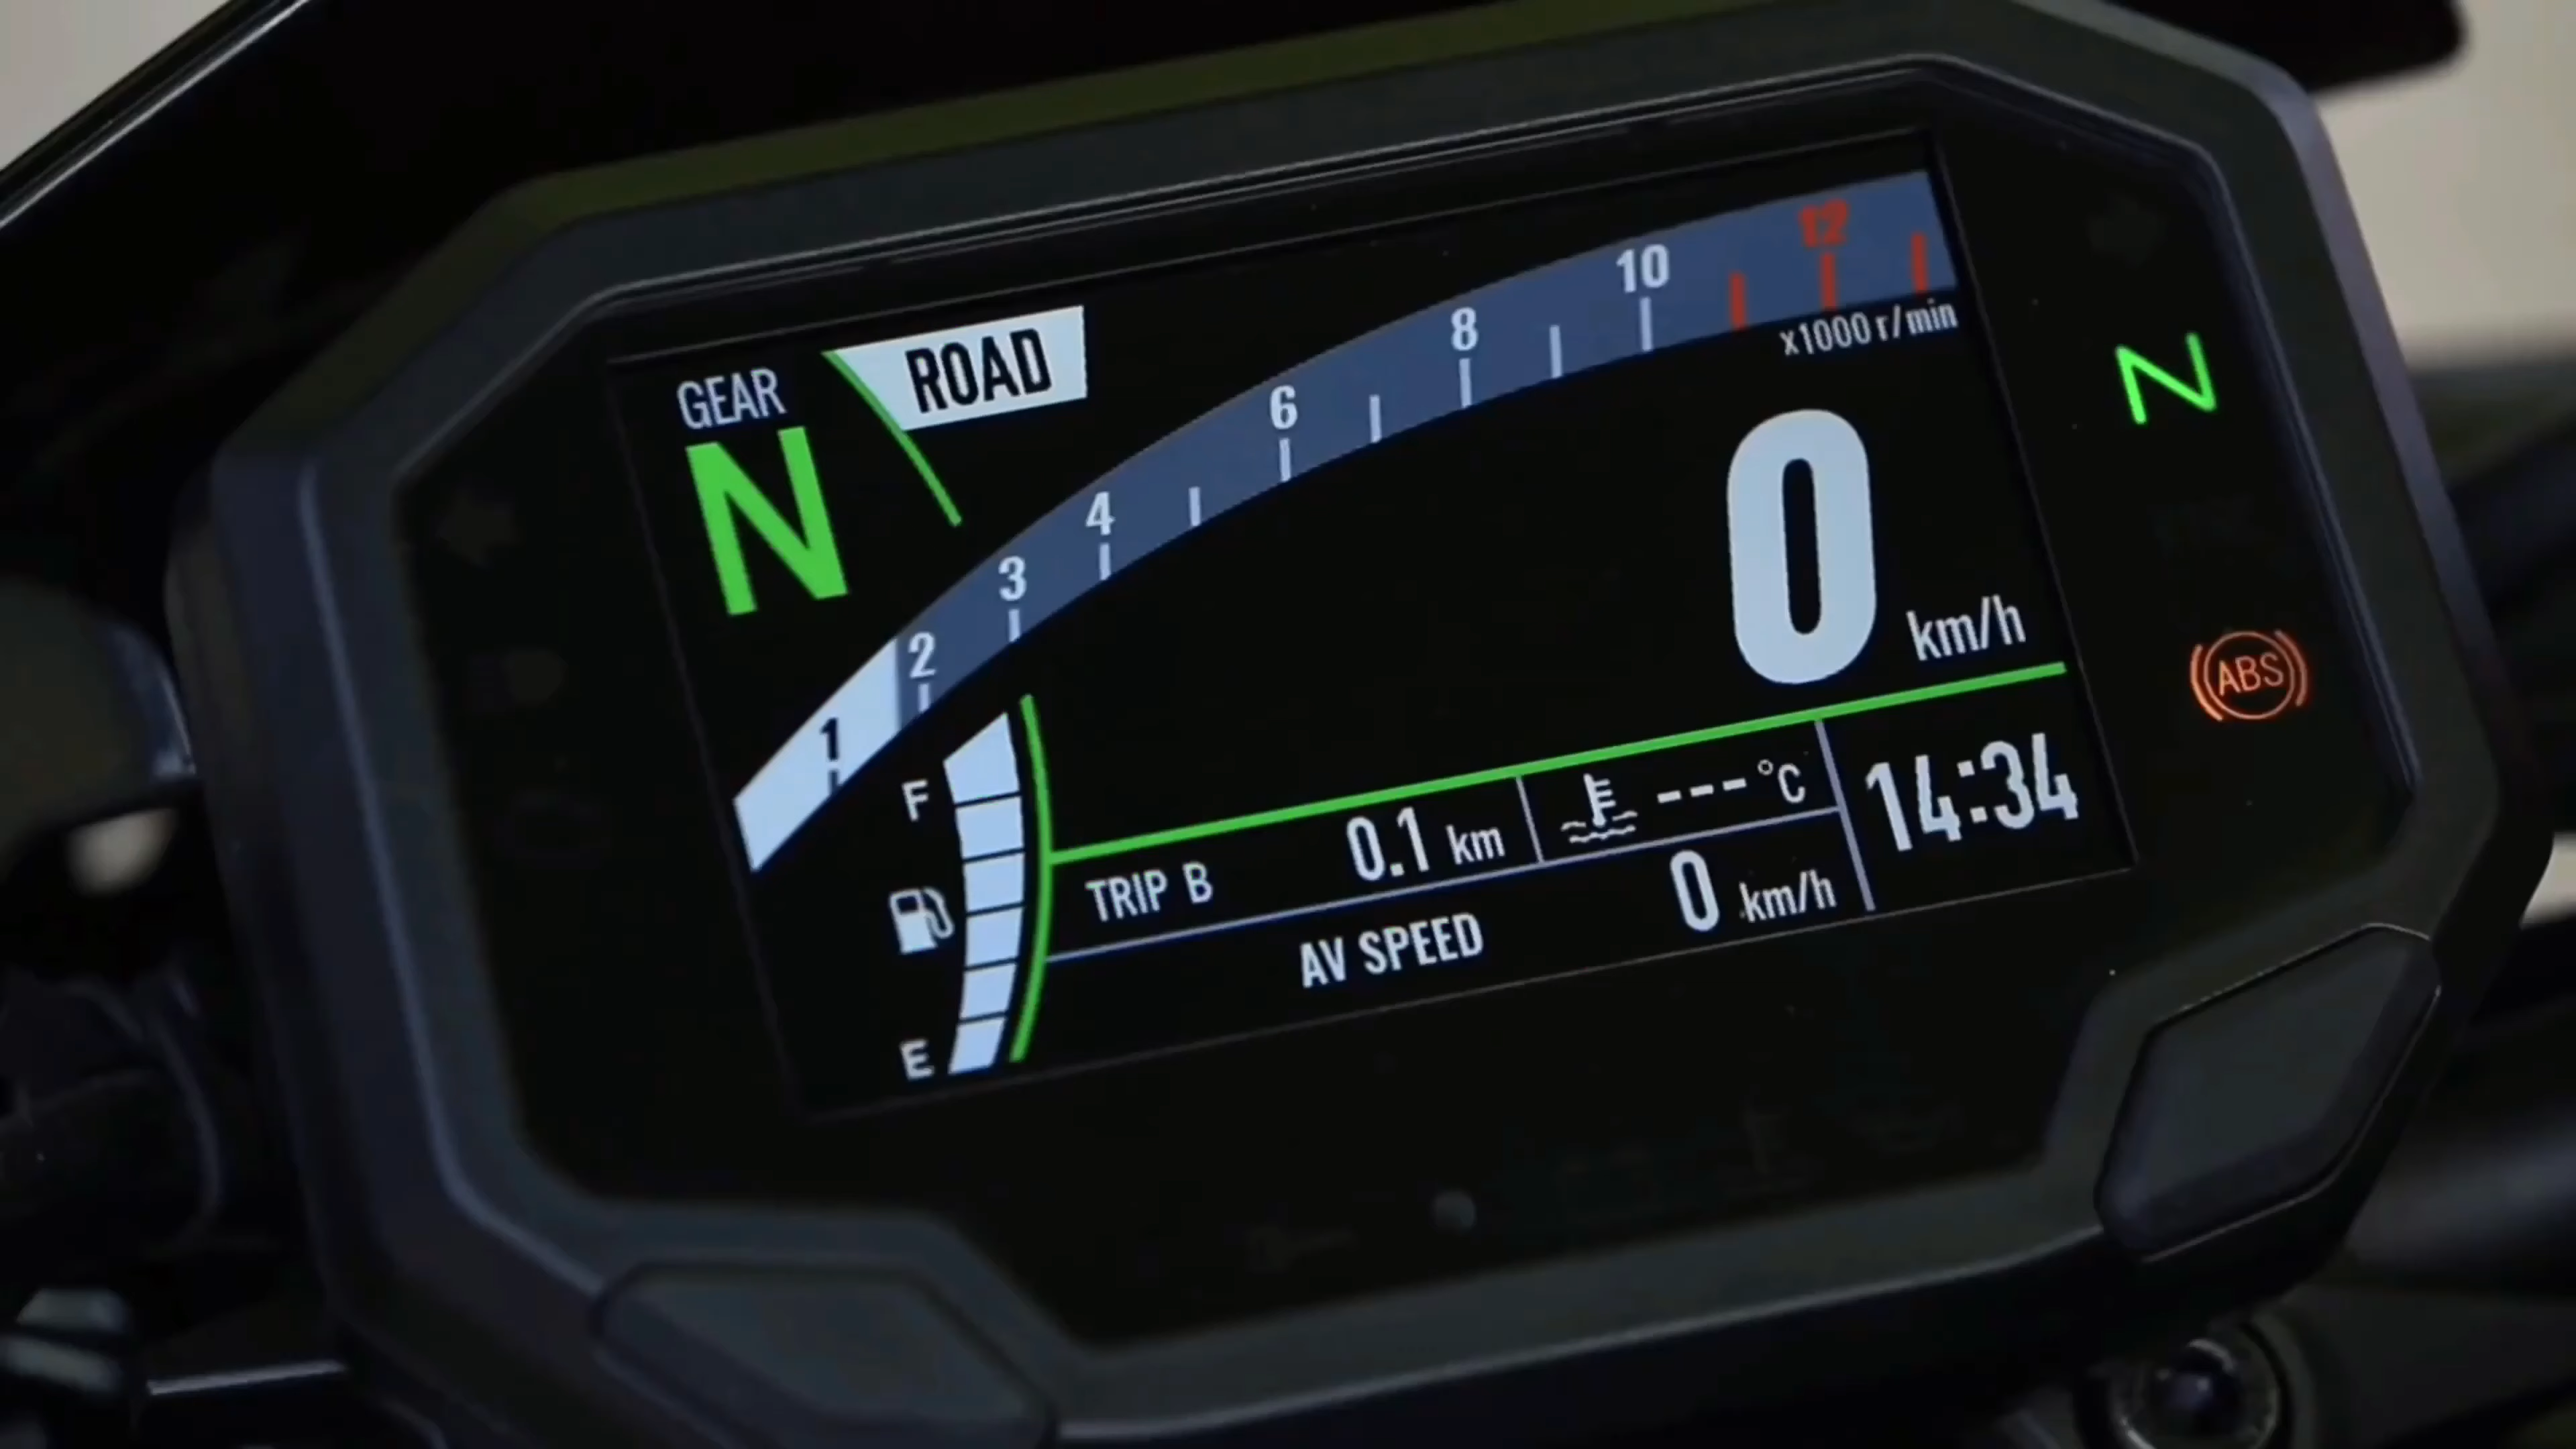 GEAR
ROAD
N
1 2 3 4 6 8 10 12
x1000 r/min
0 km/h
N
ABS
F
E
TRIP B 0.1 km
---°C
14:34
AV SPEED 0 km/h